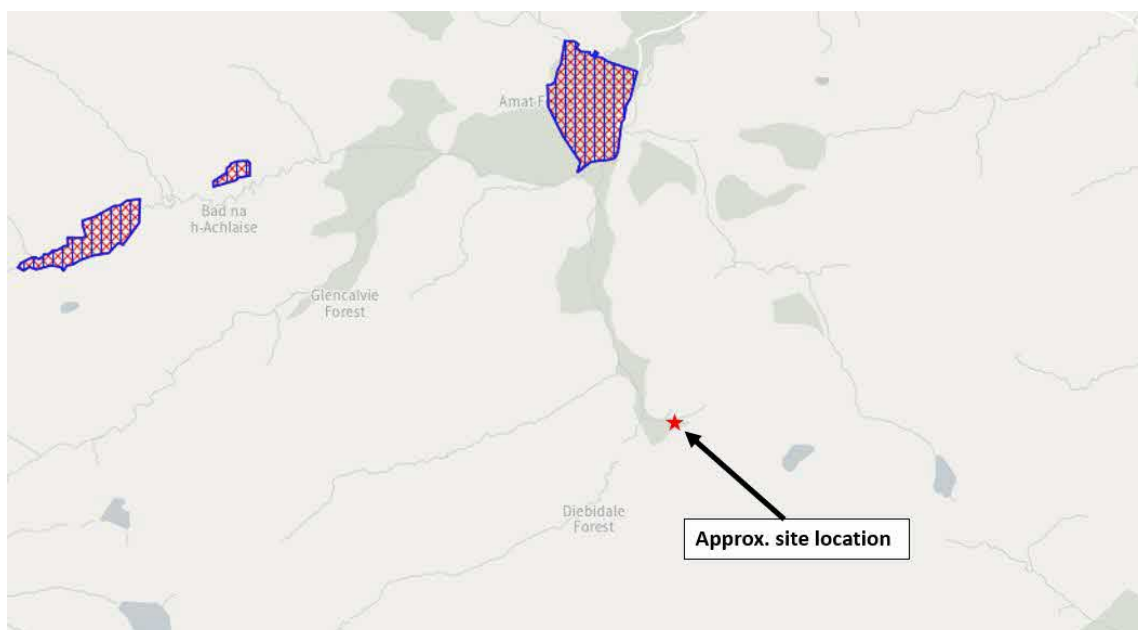 Amat F
Bad na
h-Achlaise
Glencalvie
Forest
Diebidale
Forest
Approx. site location